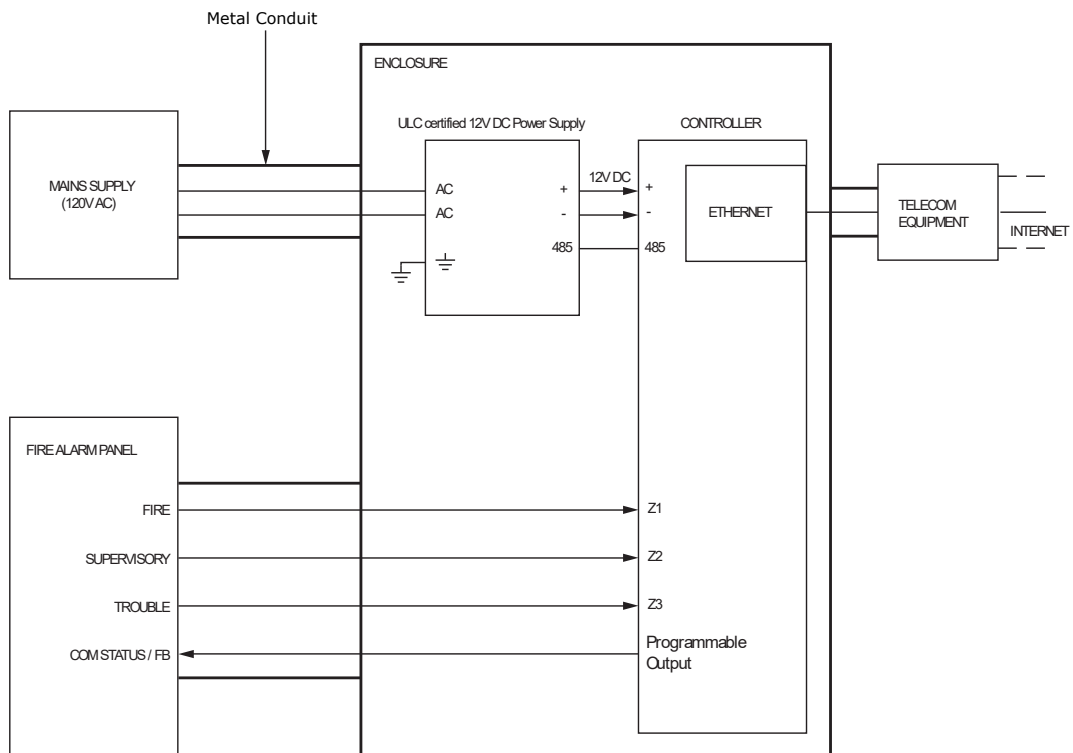 Metal Conduit
ENCLOSURE
ULC certified 12V DC Power Supply
CONTROLLER
MAINS SUPPLY
(120V AC)
AC
AC
+
-
485
12V DC
+
-
485
ETHERNET
TELECOM
EQUIPMENT
INTERNET
FIRE ALARM PANEL
FIRE
Z1
SUPERVISORY
Z2
TROUBLE
Z3
COM STATUS / FB
Programmable
Output